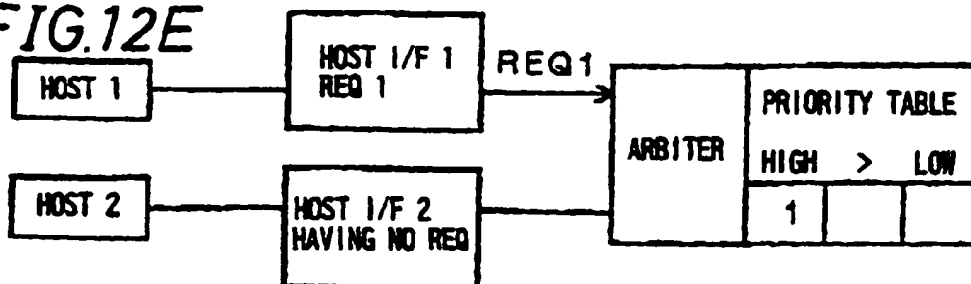 FIG.12E
HOST 1
HOST I/F 1
REQ 1
REQ1
ARBITER
PRIORITY TABLE
HIGH > LOW
1
HOST 2
HOST I/F 2
HAVING NO REQ